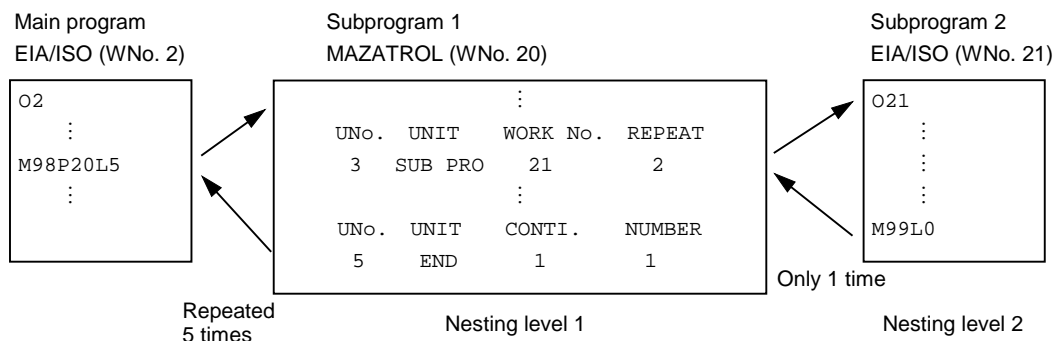 Main program
EIA/ISO (WNo. 2)
O2
⋮
M98P20L5
⋮
Repeated
5 times
Subprogram 1
MAZATROL (WNo. 20)
⋮
UNo. UNIT WORK No. REPEAT
3 SUB PRO 21 2
⋮
UNo. UNIT CONTI. NUMBER
5 END 1 1
Nesting level 1
Only 1 time
Subprogram 2
EIA/ISO (WNo. 21)
O21
⋮
⋮
⋮
M99L0
Nesting level 2